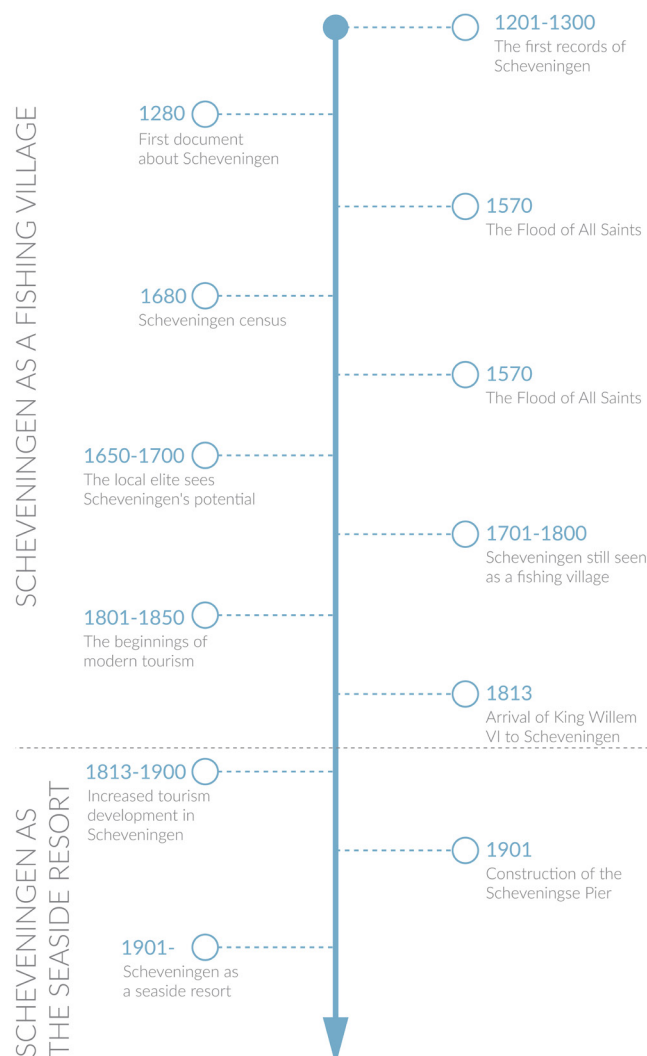 SCHEVENINGEN AS A FISHING VILLAGE
1201-1300
The first records of
Scheveningen
1280
First document
about Scheveningen
1570
The Flood of All Saints
1680
Scheveningen census
1570
The Flood of All Saints
1650-1700
The local elite sees
Scheveningen's potential
1701-1800
Scheveningen still seen
as a fishing village
1801-1850
The beginnings of
modern tourism
1813
Arrival of King Willem
VI to Scheveningen
SCHEVENINGEN AS
THE SEASIDE RESORT
1813-1900
Increased tourism
development in
Scheveningen
1901
Construction of the
Scheveningse Pier
1901-
Scheveningen as
a seaside resort